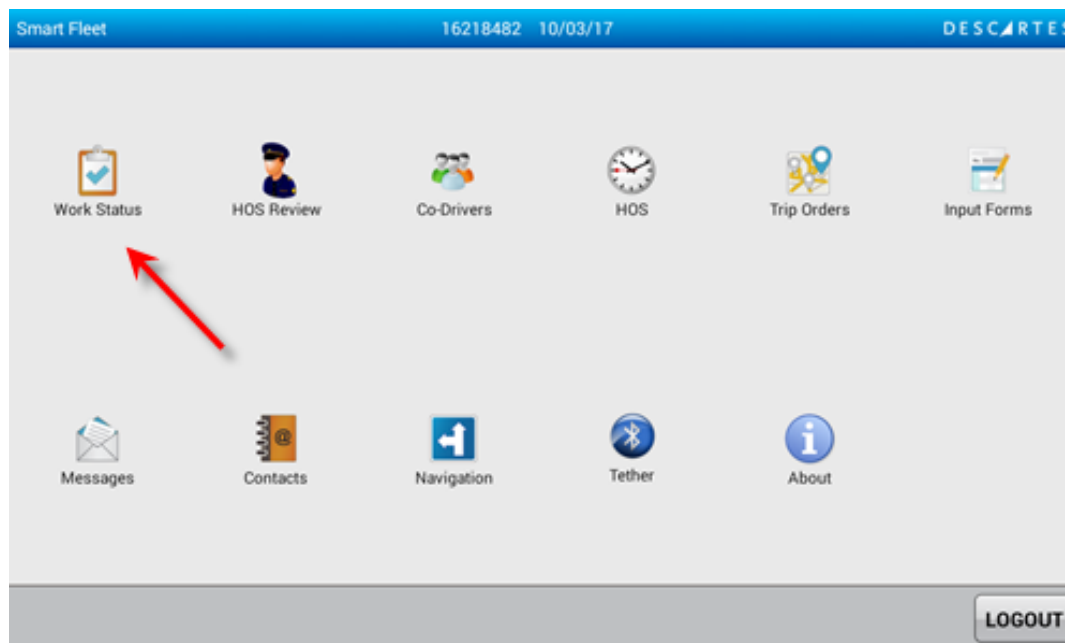 Smart Fleet 16218482 10/03/17 DESCARTES
Work Status HOS Review Co-Drivers HOS Trip Orders Input Forms
@
Messages Contacts Navigation Tether About
LOGOUT